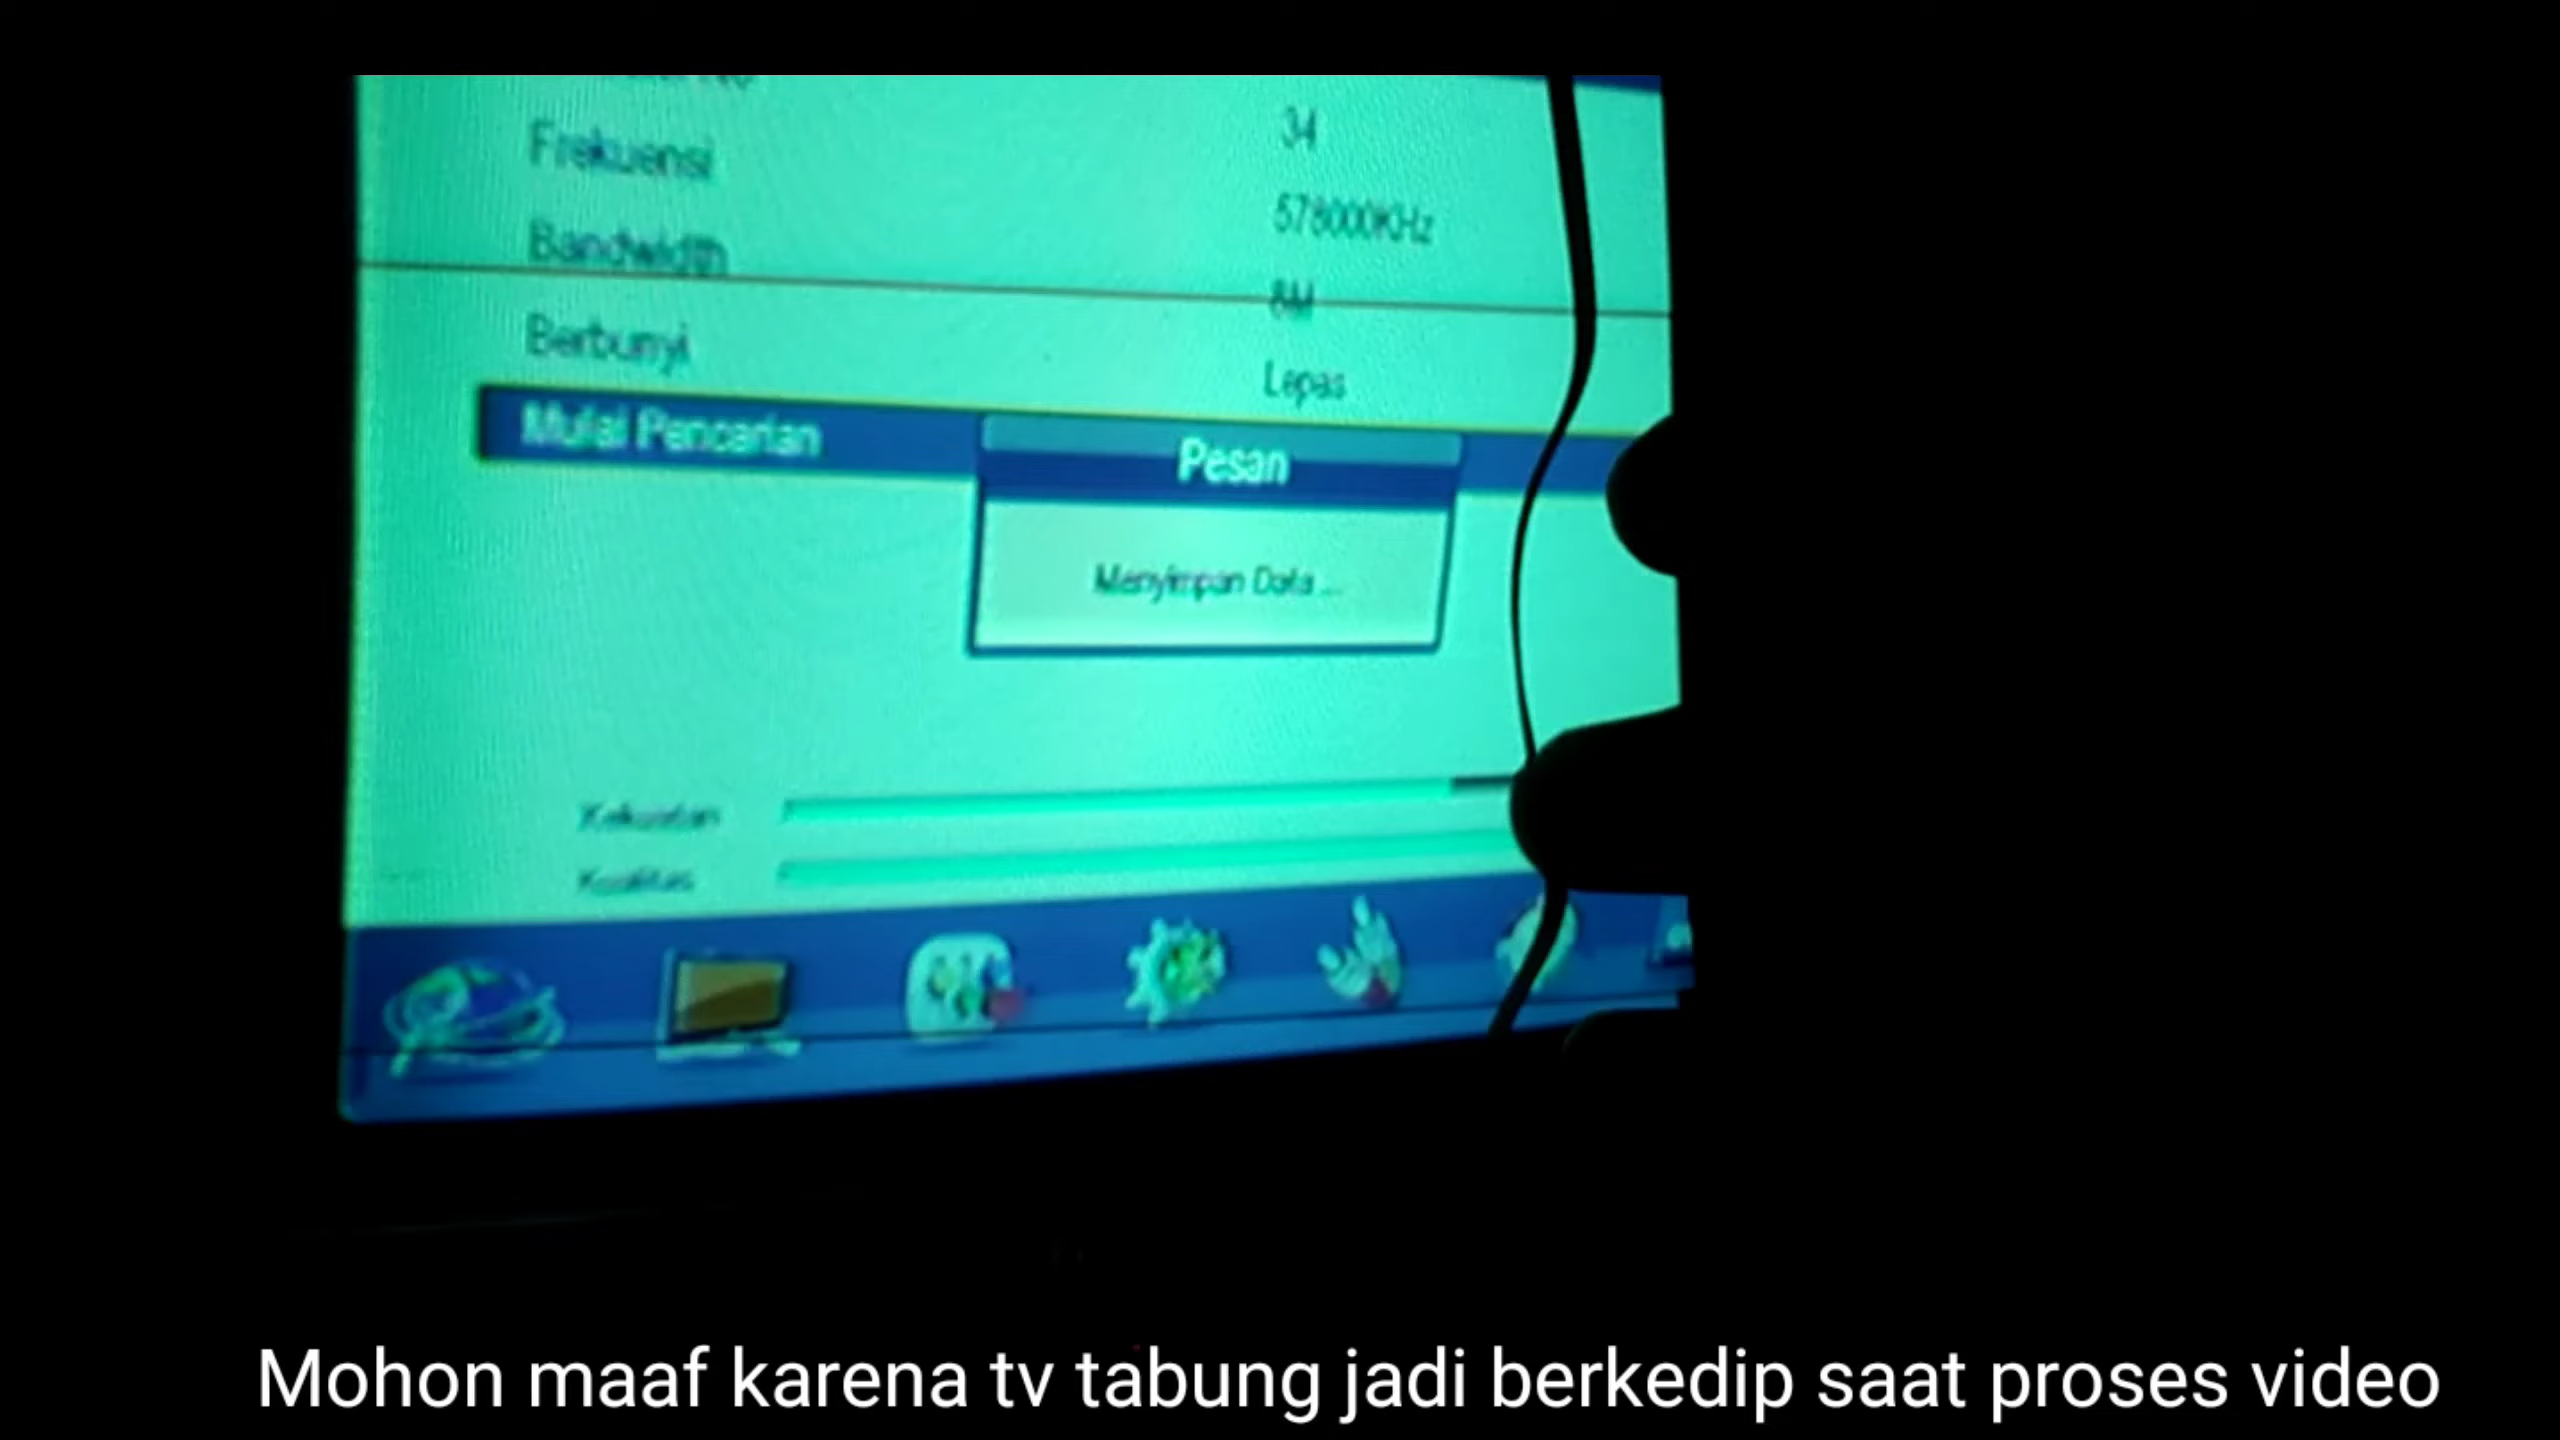 34
Frekuensi
578000KHz
Bandwidth
8M
Berbunyi
Lepas
Mulai Pencarian
Pesan
Menyimpan Data ...
Kekuatan
Kualitas
Mohon maaf karena tv tabung jadi berkedip saat proses video